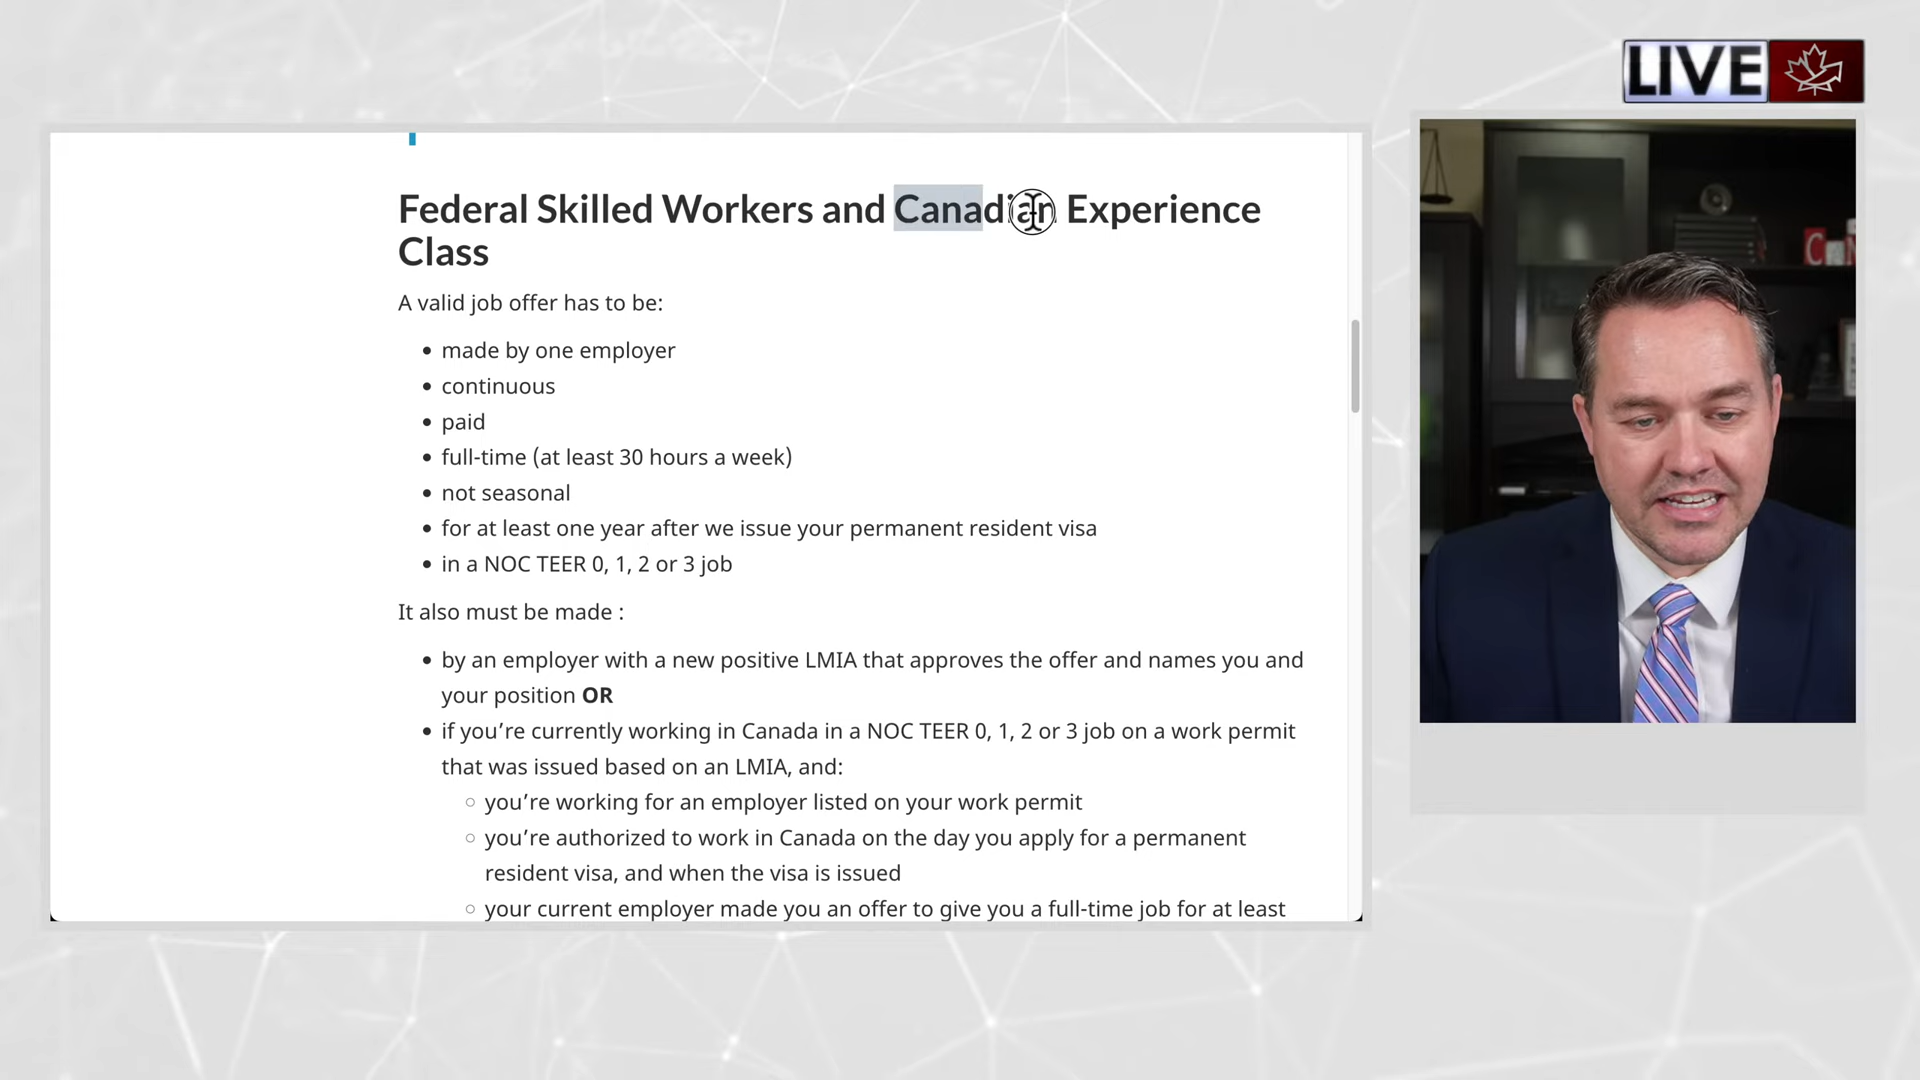 LIVE
Federal Skilled Workers and Canadian Experience
Class
A valid job offer has to be:
made by one employer
continuous
paid
full-time (at least 30 hours a week)
not seasonal
for at least one year after we issue your permanent resident visa
in a NOC TEER 0, 1, 2 or 3 job
It also must be made :
by an employer with a new positive LMIA that approves the offer and names you and
your position OR
if you’re currently working in Canada in a NOC TEER 0, 1, 2 or 3 job on a work permit
that was issued based on an LMIA, and:
you’re working for an employer listed on your work permit
you’re authorized to work in Canada on the day you apply for a permanent
resident visa, and when the visa is issued
your current employer made you an offer to give you a full-time job for at least